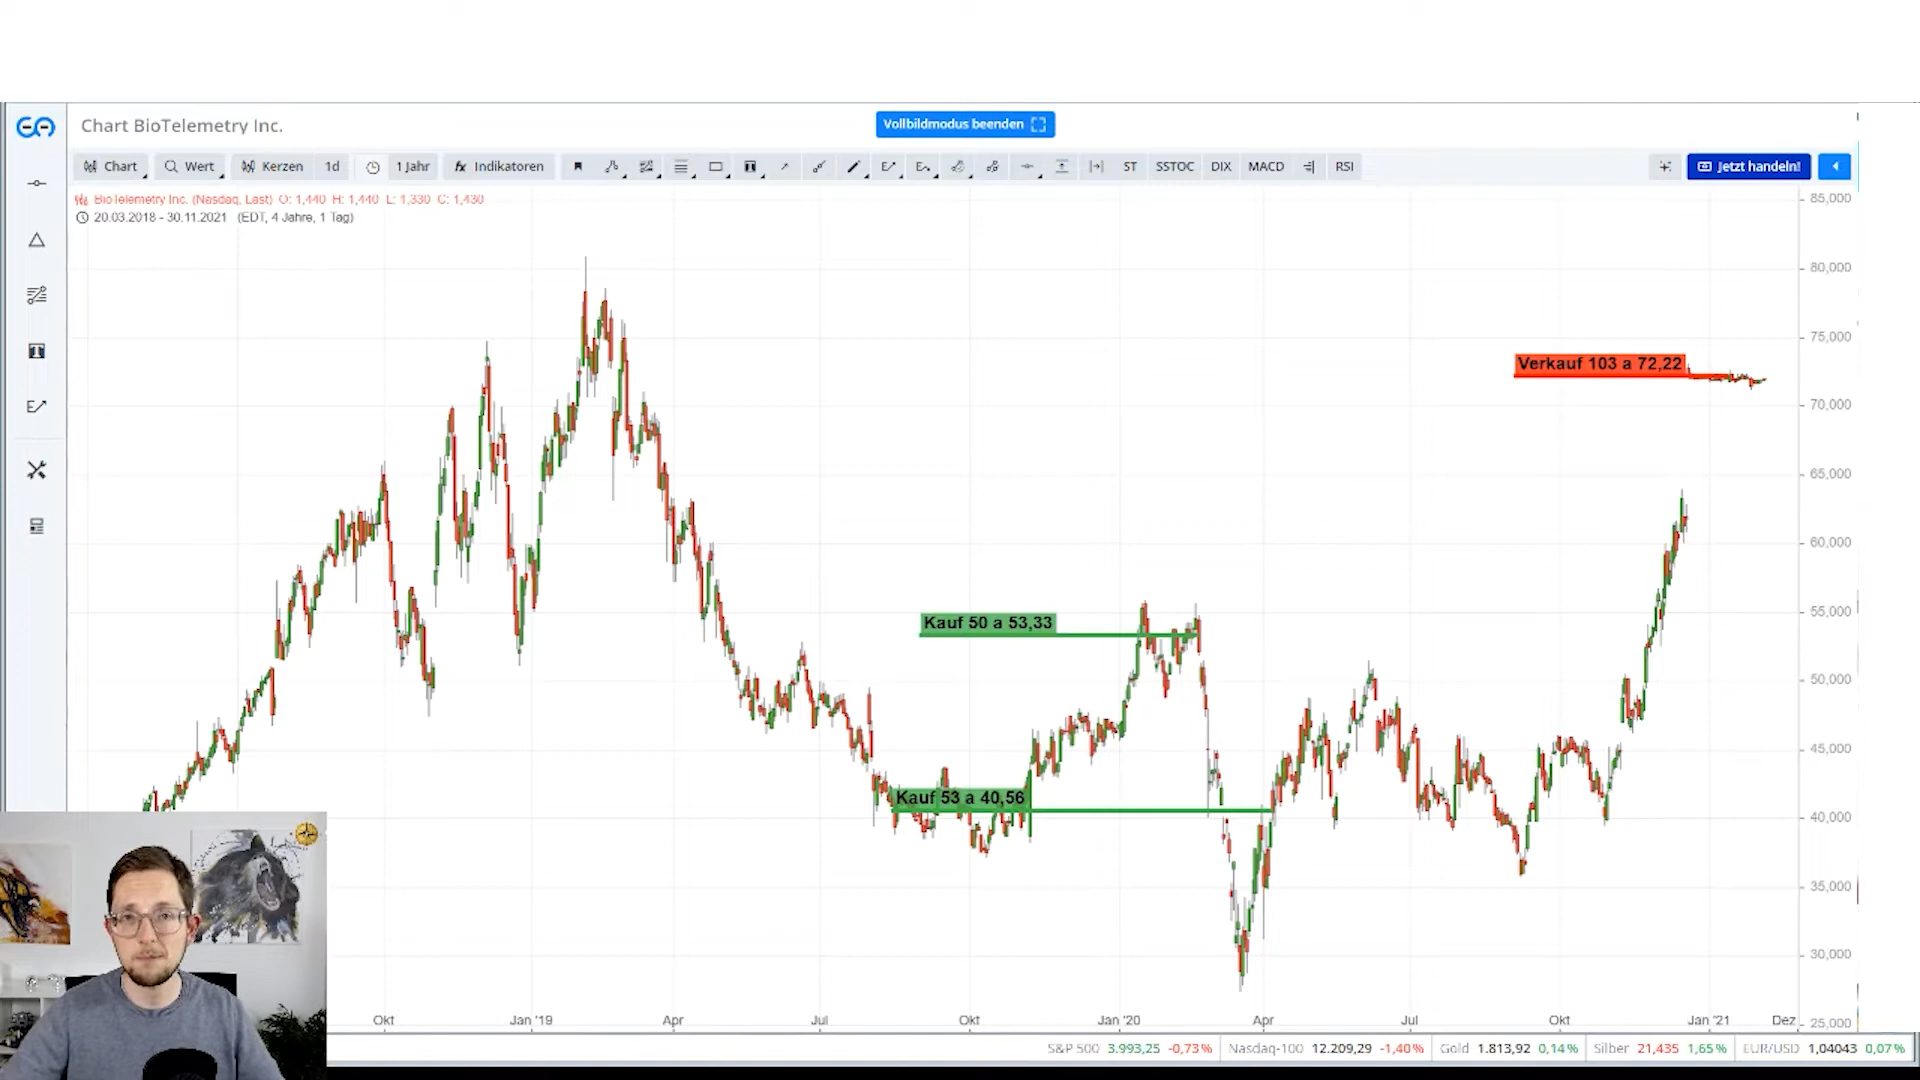 Chart BioTelemetry Inc.
Vollbildmodus beenden
Chart Wert Kerzen 1d 1 Jahr fx Indikatoren ST SSTOC DIX MACD RSI Jetzt handeln!
BioTelemetry Inc. (Nasdaq, Last) O: 1,440 H: 1,440 L: 1,330 C: 1,430
20.03.2018 - 30.11.2021 (EDT, 4 Jahre, 1 Tag)
85,000
80,000
75,000
Verkauf 103 a 72,22
70,000
65,000
60,000
55,000
Kauf 50 a 53,33
50,000
45,000
Kauf 53 a 40,56
40,000
35,000
30,000
Okt Jan '19 Apr Jul Okt Jan '20 Apr Jul Okt Jan '21 Dez
25,000
S&P 500 3.993,25 -0,73% Nasdaq-100 12.209,29 -1,40% Gold 1.813,92 0,14% Silber 21,435 1,65% EUR/USD 1,04043 0,07%